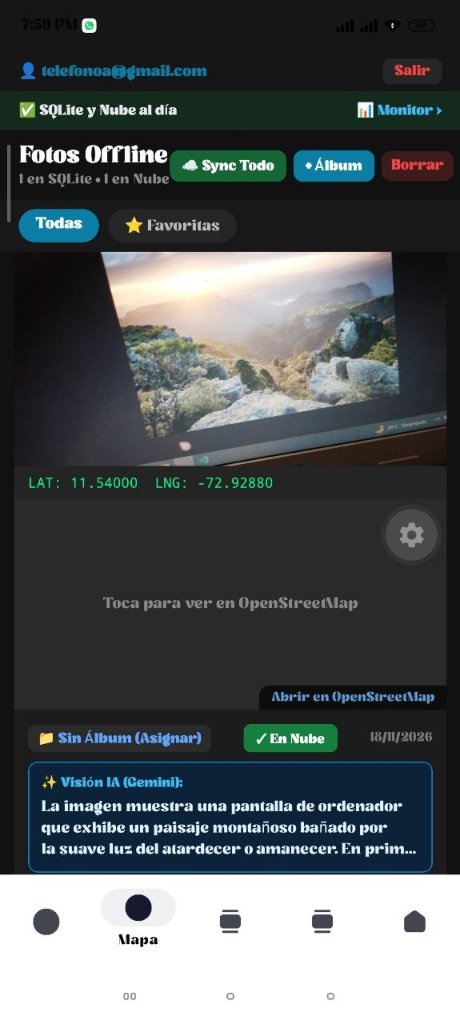 7:59 PM
👤 telefonoa@gmail.com
Salir
✅ SQLite y Nube al día
📊 Monitor ›
Fotos Offline
1 en SQLite • 1 en Nube
☁️ Sync Todo
• Álbum
Borrar
Todas
⭐ Favoritas
LAT: 11.54000 LNG: -72.92880
Toca para ver en OpenStreetMap
Abrir en OpenStreetMap
📁 Sin Álbum (Asignar)
✓ En Nube
18/11/2026
✨ Visión IA (Gemini):
La imagen muestra una pantalla de ordenador
que exhibe un paisaje montañoso bañado por
la suave luz del atardecer o amanecer. En prim...
Mapa